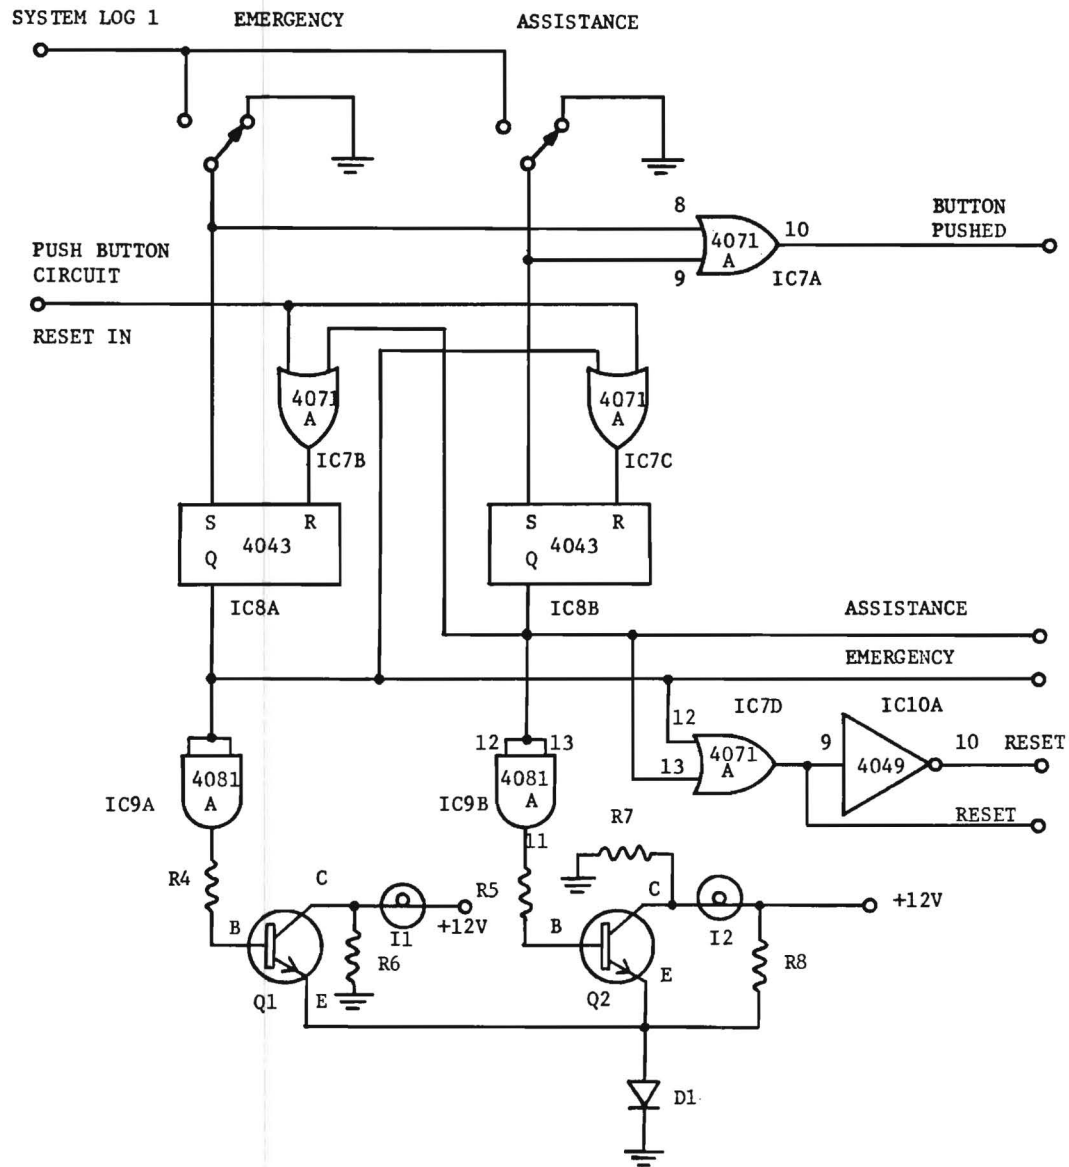 SYSTEM LOG 1
EMERGENCY
ASSISTANCE
8
9
4071
A
10
IC7A
BUTTON
PUSHED
PUSH BUTTON
CIRCUIT
RESET IN
4071
A
IC7B
4071
A
IC7C
S
R
Q
4043
IC8A
S
R
Q
4043
IC8B
ASSISTANCE
EMERGENCY
IC7D
IC10A
12
13
4071
A
9
4049
10
RESET
RESET
4081
A
IC9A
12
13
4081
A
IC9B
11
R4
R5
R7
C
B
Q1
E
R6
I1
+12V
C
B
Q2
E
I2
R8
+12V
D1